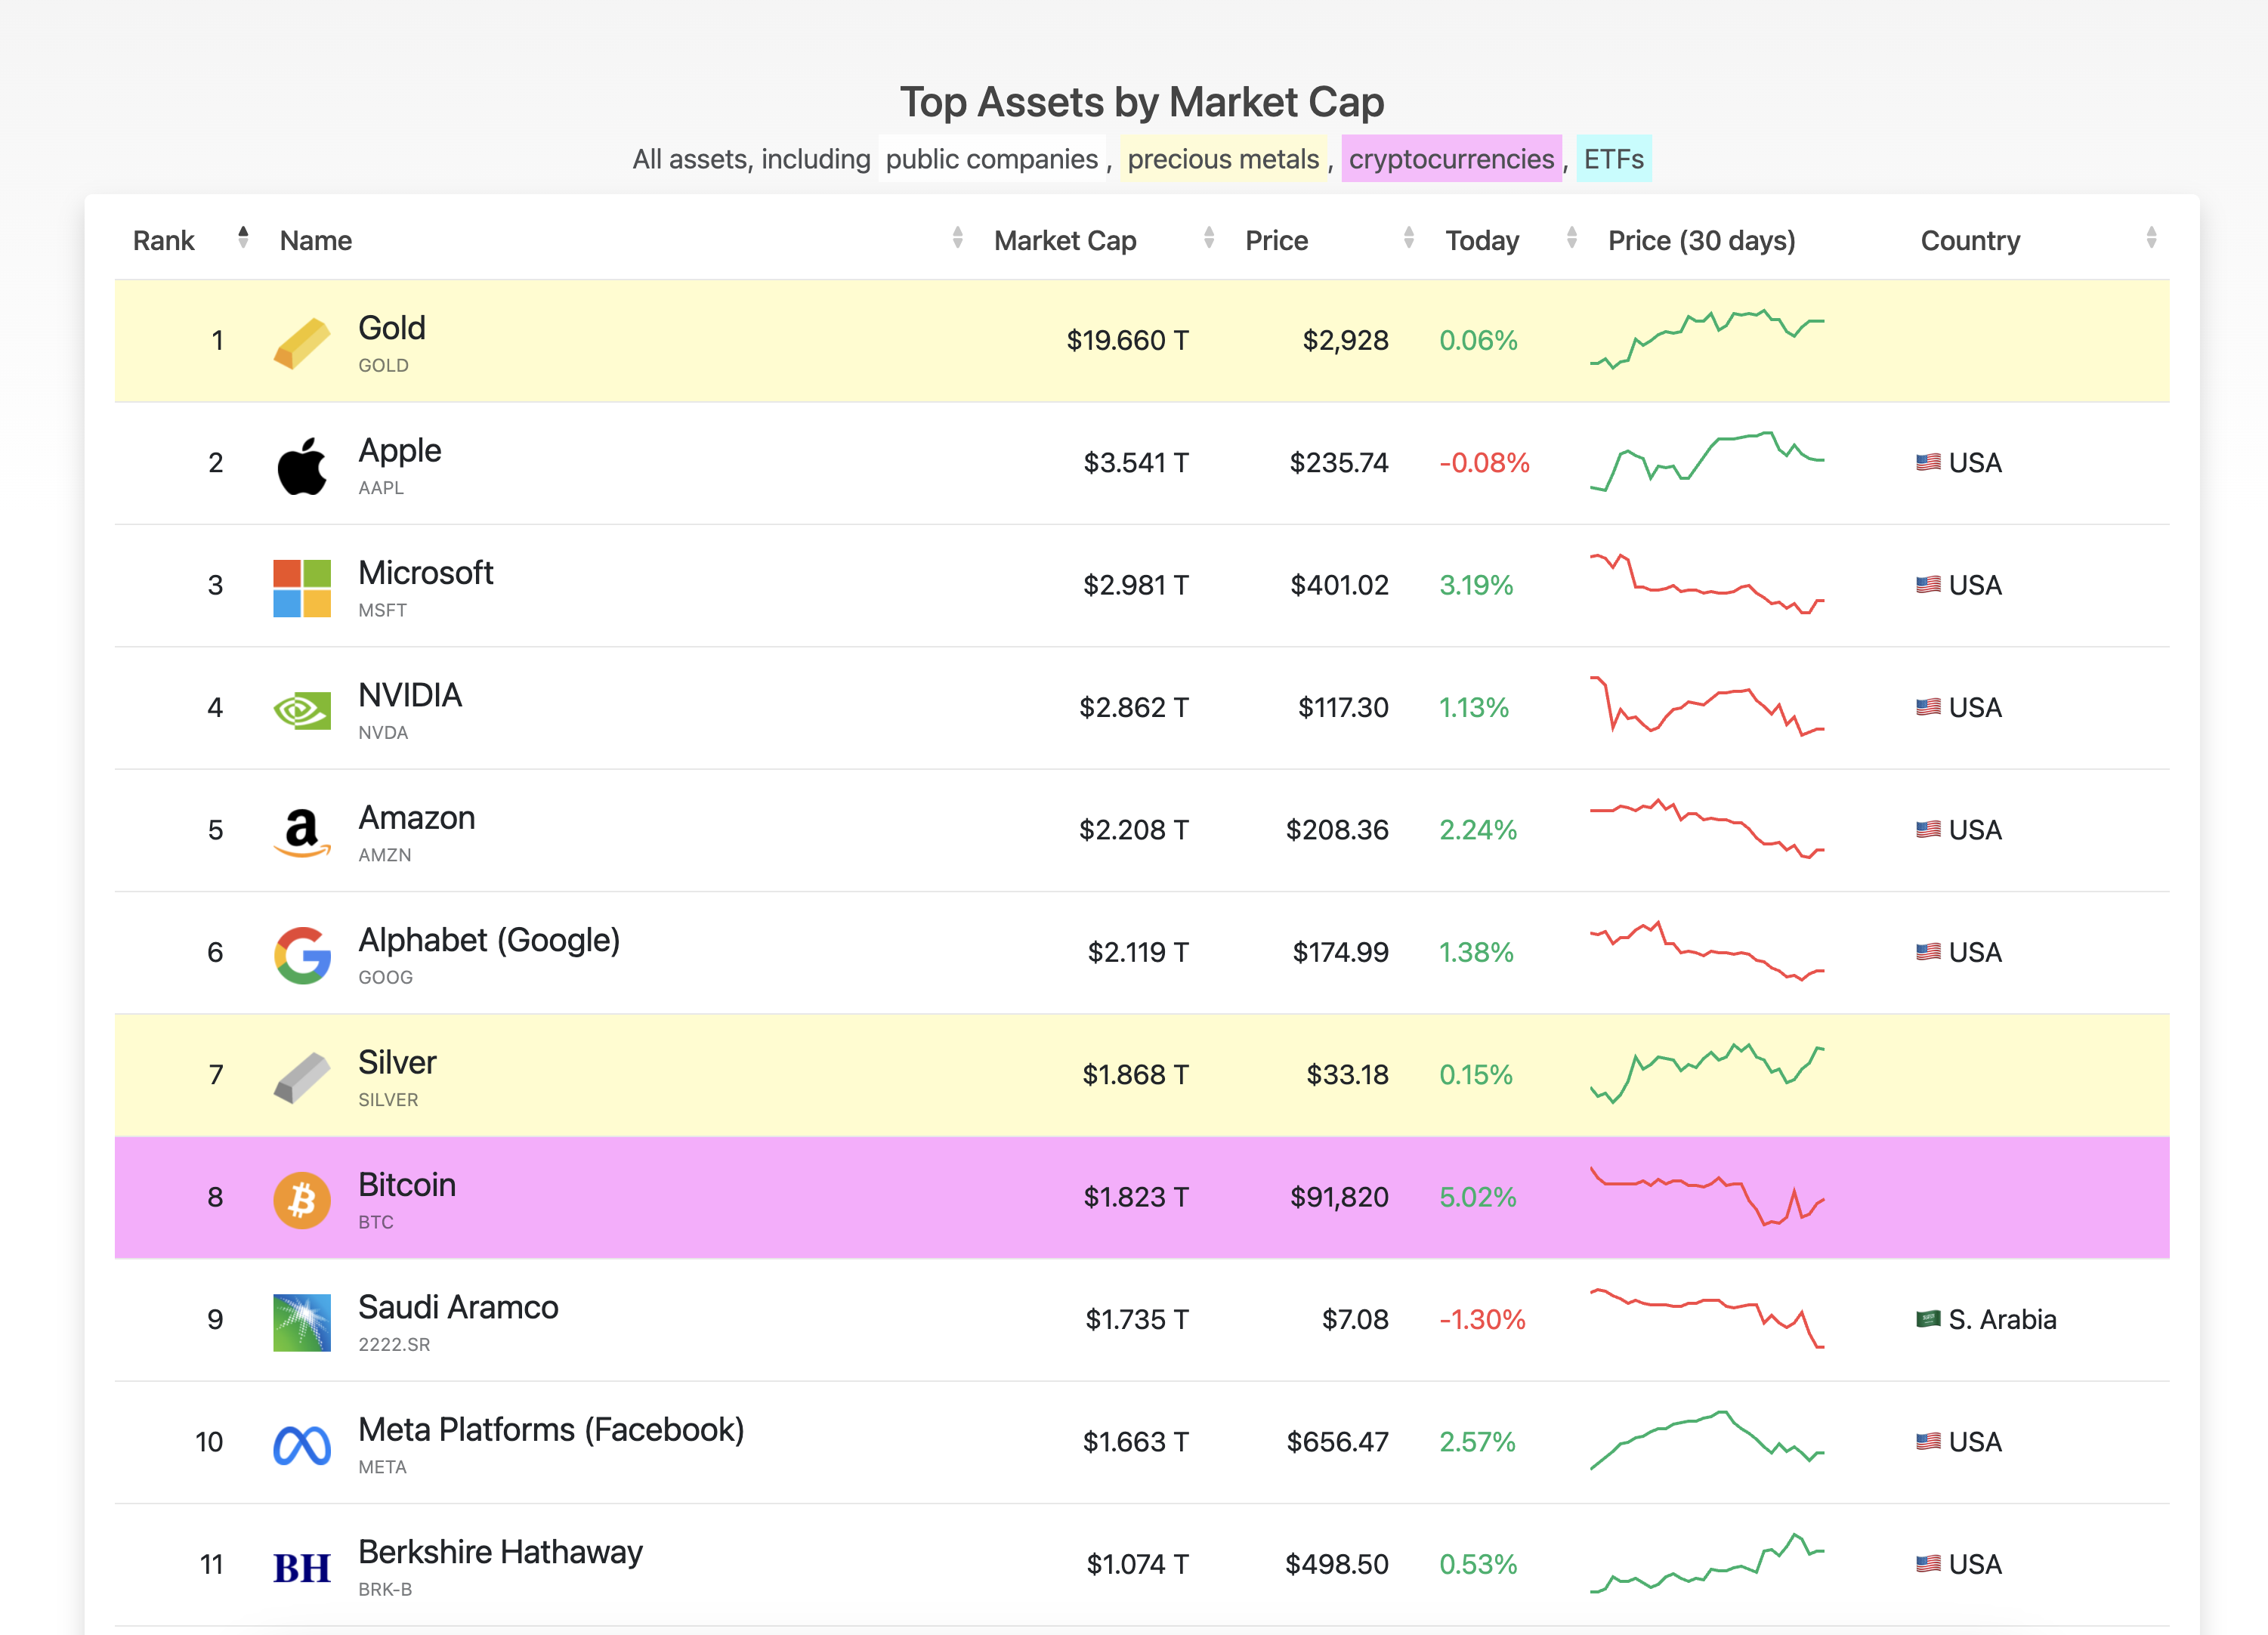 Top Assets by Market Cap
All assets, including public companies , precious metals , cryptocurrencies , ETFs
Rank Name Market Cap Price Today Price (30 days) Country
1 Gold $19.660 T $2,928 0.06%
GOLD
2 Apple $3.541 T $235.74 -0.08% USA
AAPL
3 Microsoft $2.981 T $401.02 3.19% USA
MSFT
4 NVIDIA $2.862 T $117.30 1.13% USA
NVDA
5 Amazon $2.208 T $208.36 2.24% USA
AMZN
6 Alphabet (Google) $2.119 T $174.99 1.38% USA
GOOG
7 Silver $1.868 T $33.18 0.15%
SILVER
8 Bitcoin $1.823 T $91,820 5.02%
BTC
9 Saudi Aramco $1.735 T $7.08 -1.30% S. Arabia
2222.SR
10 Meta Platforms (Facebook) $1.663 T $656.47 2.57% USA
META
11 BH Berkshire Hathaway $1.074 T $498.50 0.53% USA
BRK-B